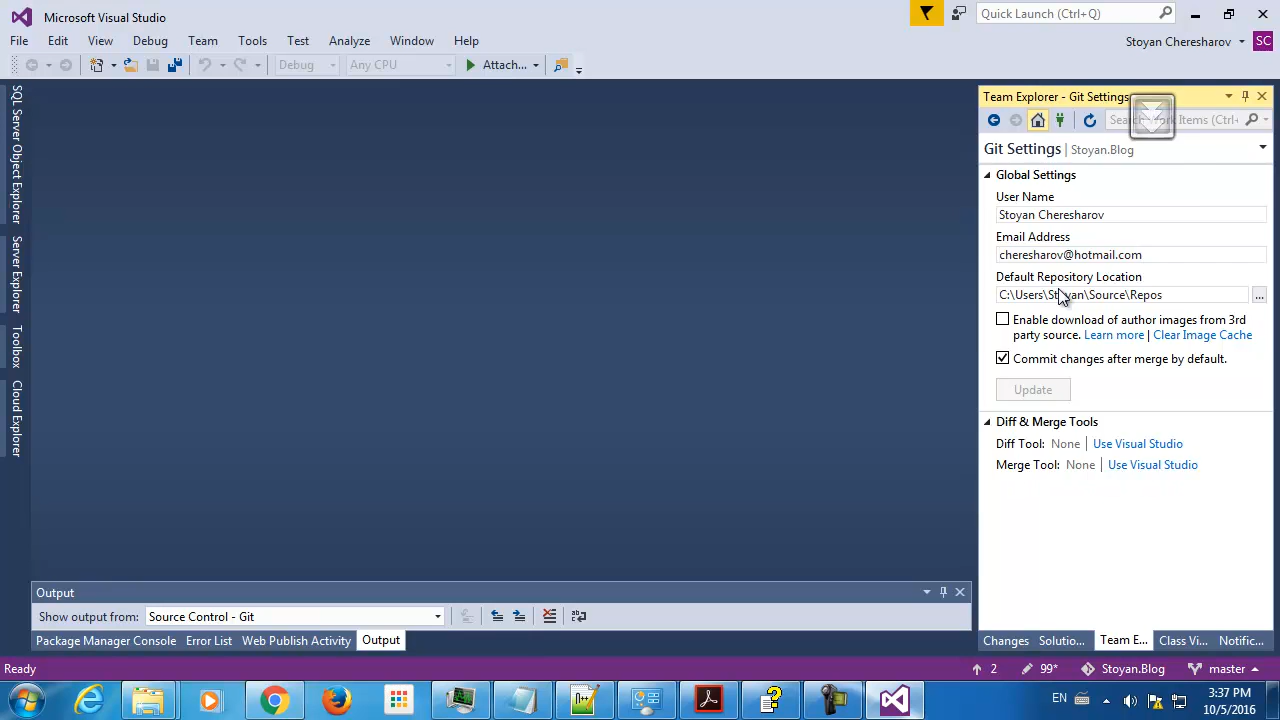 Microsoft Visual Studio
Quick Launch (Ctrl+Q)
File Edit View Debug Team Tools Test Analyze Window Help
Stoyan Cheresharov
SC
Debug
Any CPU
Attach...
SQL Server Object Explorer
Server Explorer
Toolbox
Cloud Explorer
Team Explorer - Git Settings
Work Items (Ctrl+
Git Settings | Stoyan.Blog
Global Settings
User Name
Stoyan Cheresharov
Email Address
cheresharov@hotmail.com
Default Repository Location
C:\Users\Stoyan\Source\Repos
...
Enable download of author images from 3rd
party source. Learn more | Clear Image Cache
Commit changes after merge by default.
Update
Diff & Merge Tools
Diff Tool: None | Use Visual Studio
Merge Tool: None | Use Visual Studio
Output
Show output from: Source Control - Git
Package Manager Console Error List Web Publish Activity Output
Changes Solutio... Team E... Class Vi... Notific...
Ready
2 99* Stoyan.Blog master
EN
3:37 PM
10/5/2016